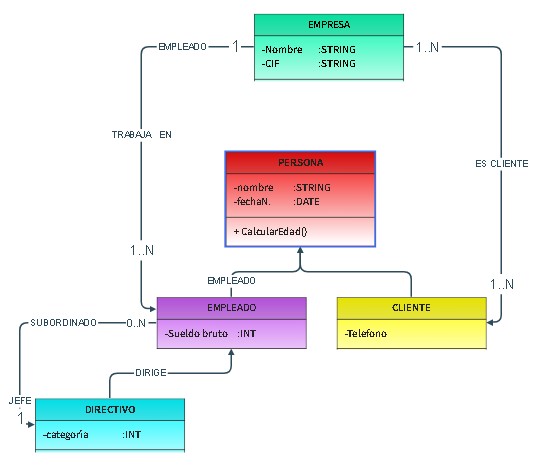 EMPRESA
-Nombre :STRING
-CIF :STRING
EMPLEADO
1
1..N
TRABAJA EN
ES CLIENTE
PERSONA
-nombre :STRING
-fechaN. :DATE
+ CalcularEdad()
1..N
1..N
EMPLEADO
EMPLEADO
-Sueldo bruto :INT
CLIENTE
-Telefono
SUBORDINADO
0..N
DIRIGE
JEFE
1
DIRECTIVO
-categoría :INT